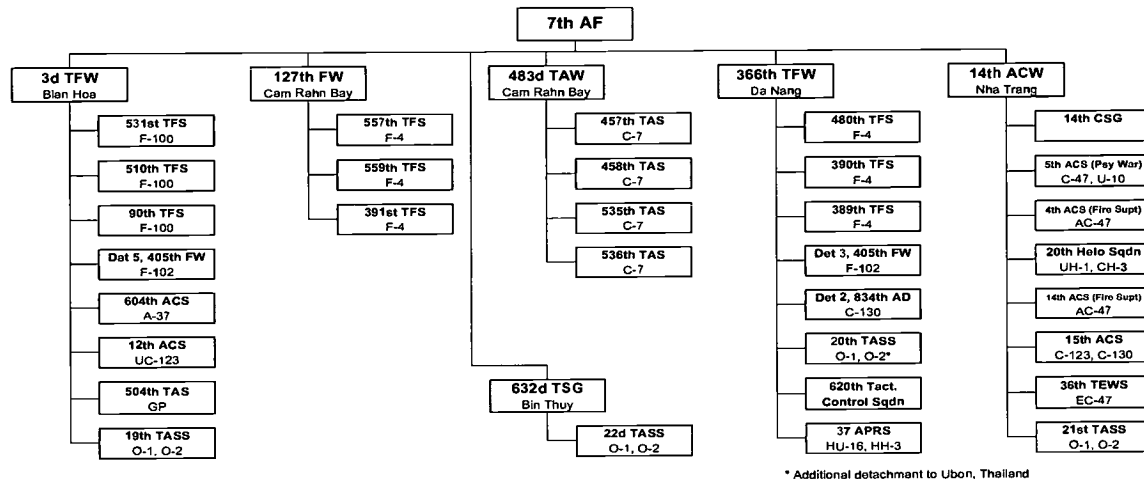 7th AF
3d TFW
Bien Hoa
531st TFS
F-100
510th TFS
F-100
90th TFS
F-100
Dat 5, 405th FW
F-102
604th ACS
A-37
12th ACS
UC-123
504th TAS
GP
19th TASS
O-1, O-2
127th FW
Cam Rahn Bay
557th TFS
F-4
559th TFS
F-4
391st TFS
F-4
483d TAW
Cam Rahn Bay
457th TAS
C-7
458th TAS
C-7
535th TAS
C-7
536th TAS
C-7
632d TSG
Bin Thuy
22d TASS
O-1, O-2
366th TFW
Da Nang
480th TFS
F-4
390th TFS
F-4
389th TFS
F-4
Det 3, 405th FW
F-102
Det 2, 834th AD
C-130
20th TASS
O-1, O-2*
620th Tact.
Control Sqdn
37 APRS
HU-16, HH-3
14th ACW
Nha Trang
14th CSG
5th ACS (Psy War)
C-47, U-10
4th ACS (Fire Supt)
AC-47
20th Helo Sqdn
UH-1, CH-3
14th ACS (Fire Supt)
AC-47
15th ACS
C-123, C-130
36th TEWS
EC-47
21st TASS
O-1, O-2
* Additional detachmant to Ubon, Thailand